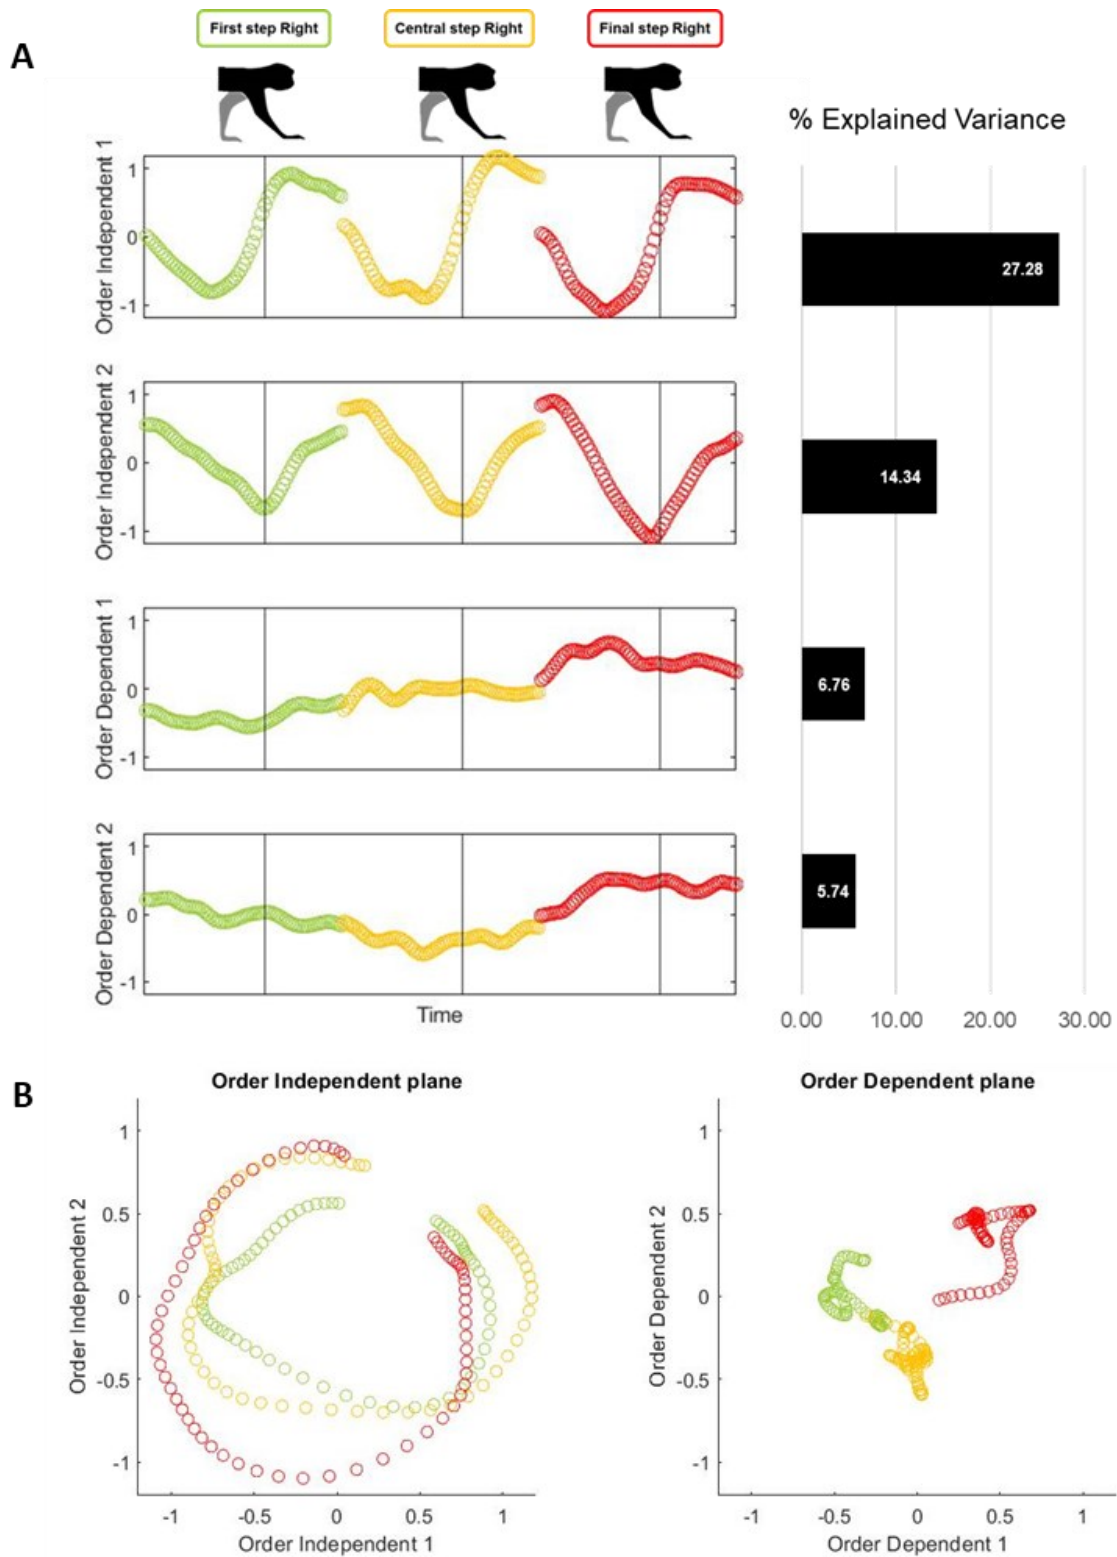 First step Right
Central step Right
Final step Right
A
% Explained Variance
Order Independent 1
1
0
-1
27.28
Order Independent 2
1
0
-1
14.34
Order Dependent 1
1
0
-1
6.76
Order Dependent 2
1
0
-1
5.74
Time
0.00
10.00
20.00
30.00
B
Order Independent plane
Order Independent 2
1
0.5
0
-0.5
-1
-1
-0.5
0
0.5
1
Order Independent 1
Order Dependent plane
Order Dependent 2
1
0.5
0
-0.5
-1
-1
-0.5
0
0.5
1
Order Dependent 1